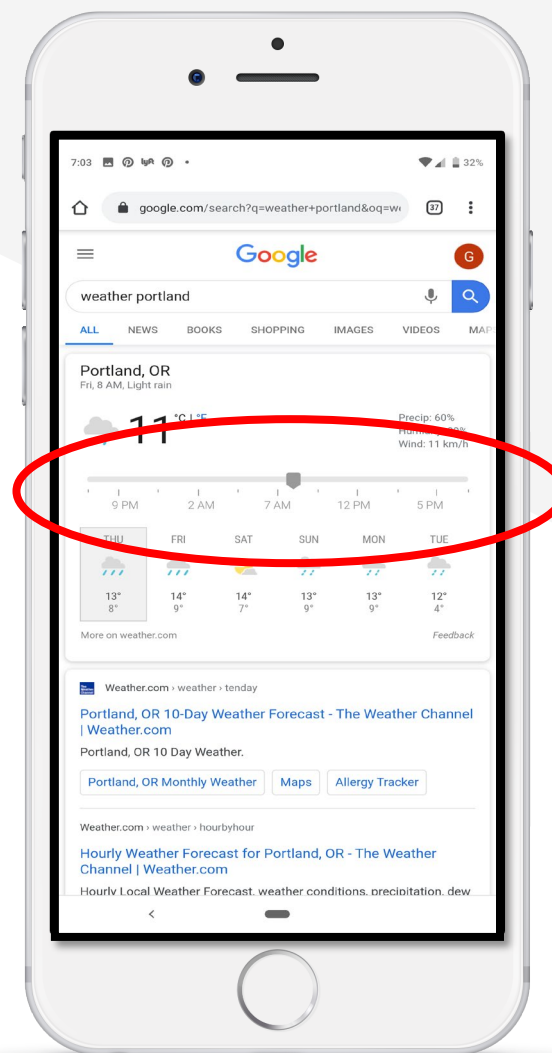 7:03 lyft 32%
google.com/search?q=weather+portland&oq=we 37
Google G
weather portland
ALL NEWS BOOKS SHOPPING IMAGES VIDEOS MAPS
Portland, OR
Fri, 8 AM, Light rain
11 °C | °F
Precip: 60%
Wind: 11 km/h
9 PM 2 AM 7 AM 12 PM 5 PM
THU FRI SAT SUN MON TUE
13° 14° 14° 13° 13° 12°
8° 9° 7° 9° 9° 4°
More on weather.com Feedback
Weather.com › weather › tenday
Portland, OR 10-Day Weather Forecast - The Weather Channel
| Weather.com
Portland, OR 10 Day Weather.
Portland, OR Monthly Weather Maps Allergy Tracker
Weather.com › weather › hourbyhour
Hourly Weather Forecast for Portland, OR - The Weather
Channel | Weather.com
Hourly Local Weather Forecast, weather conditions, precipitation, dew